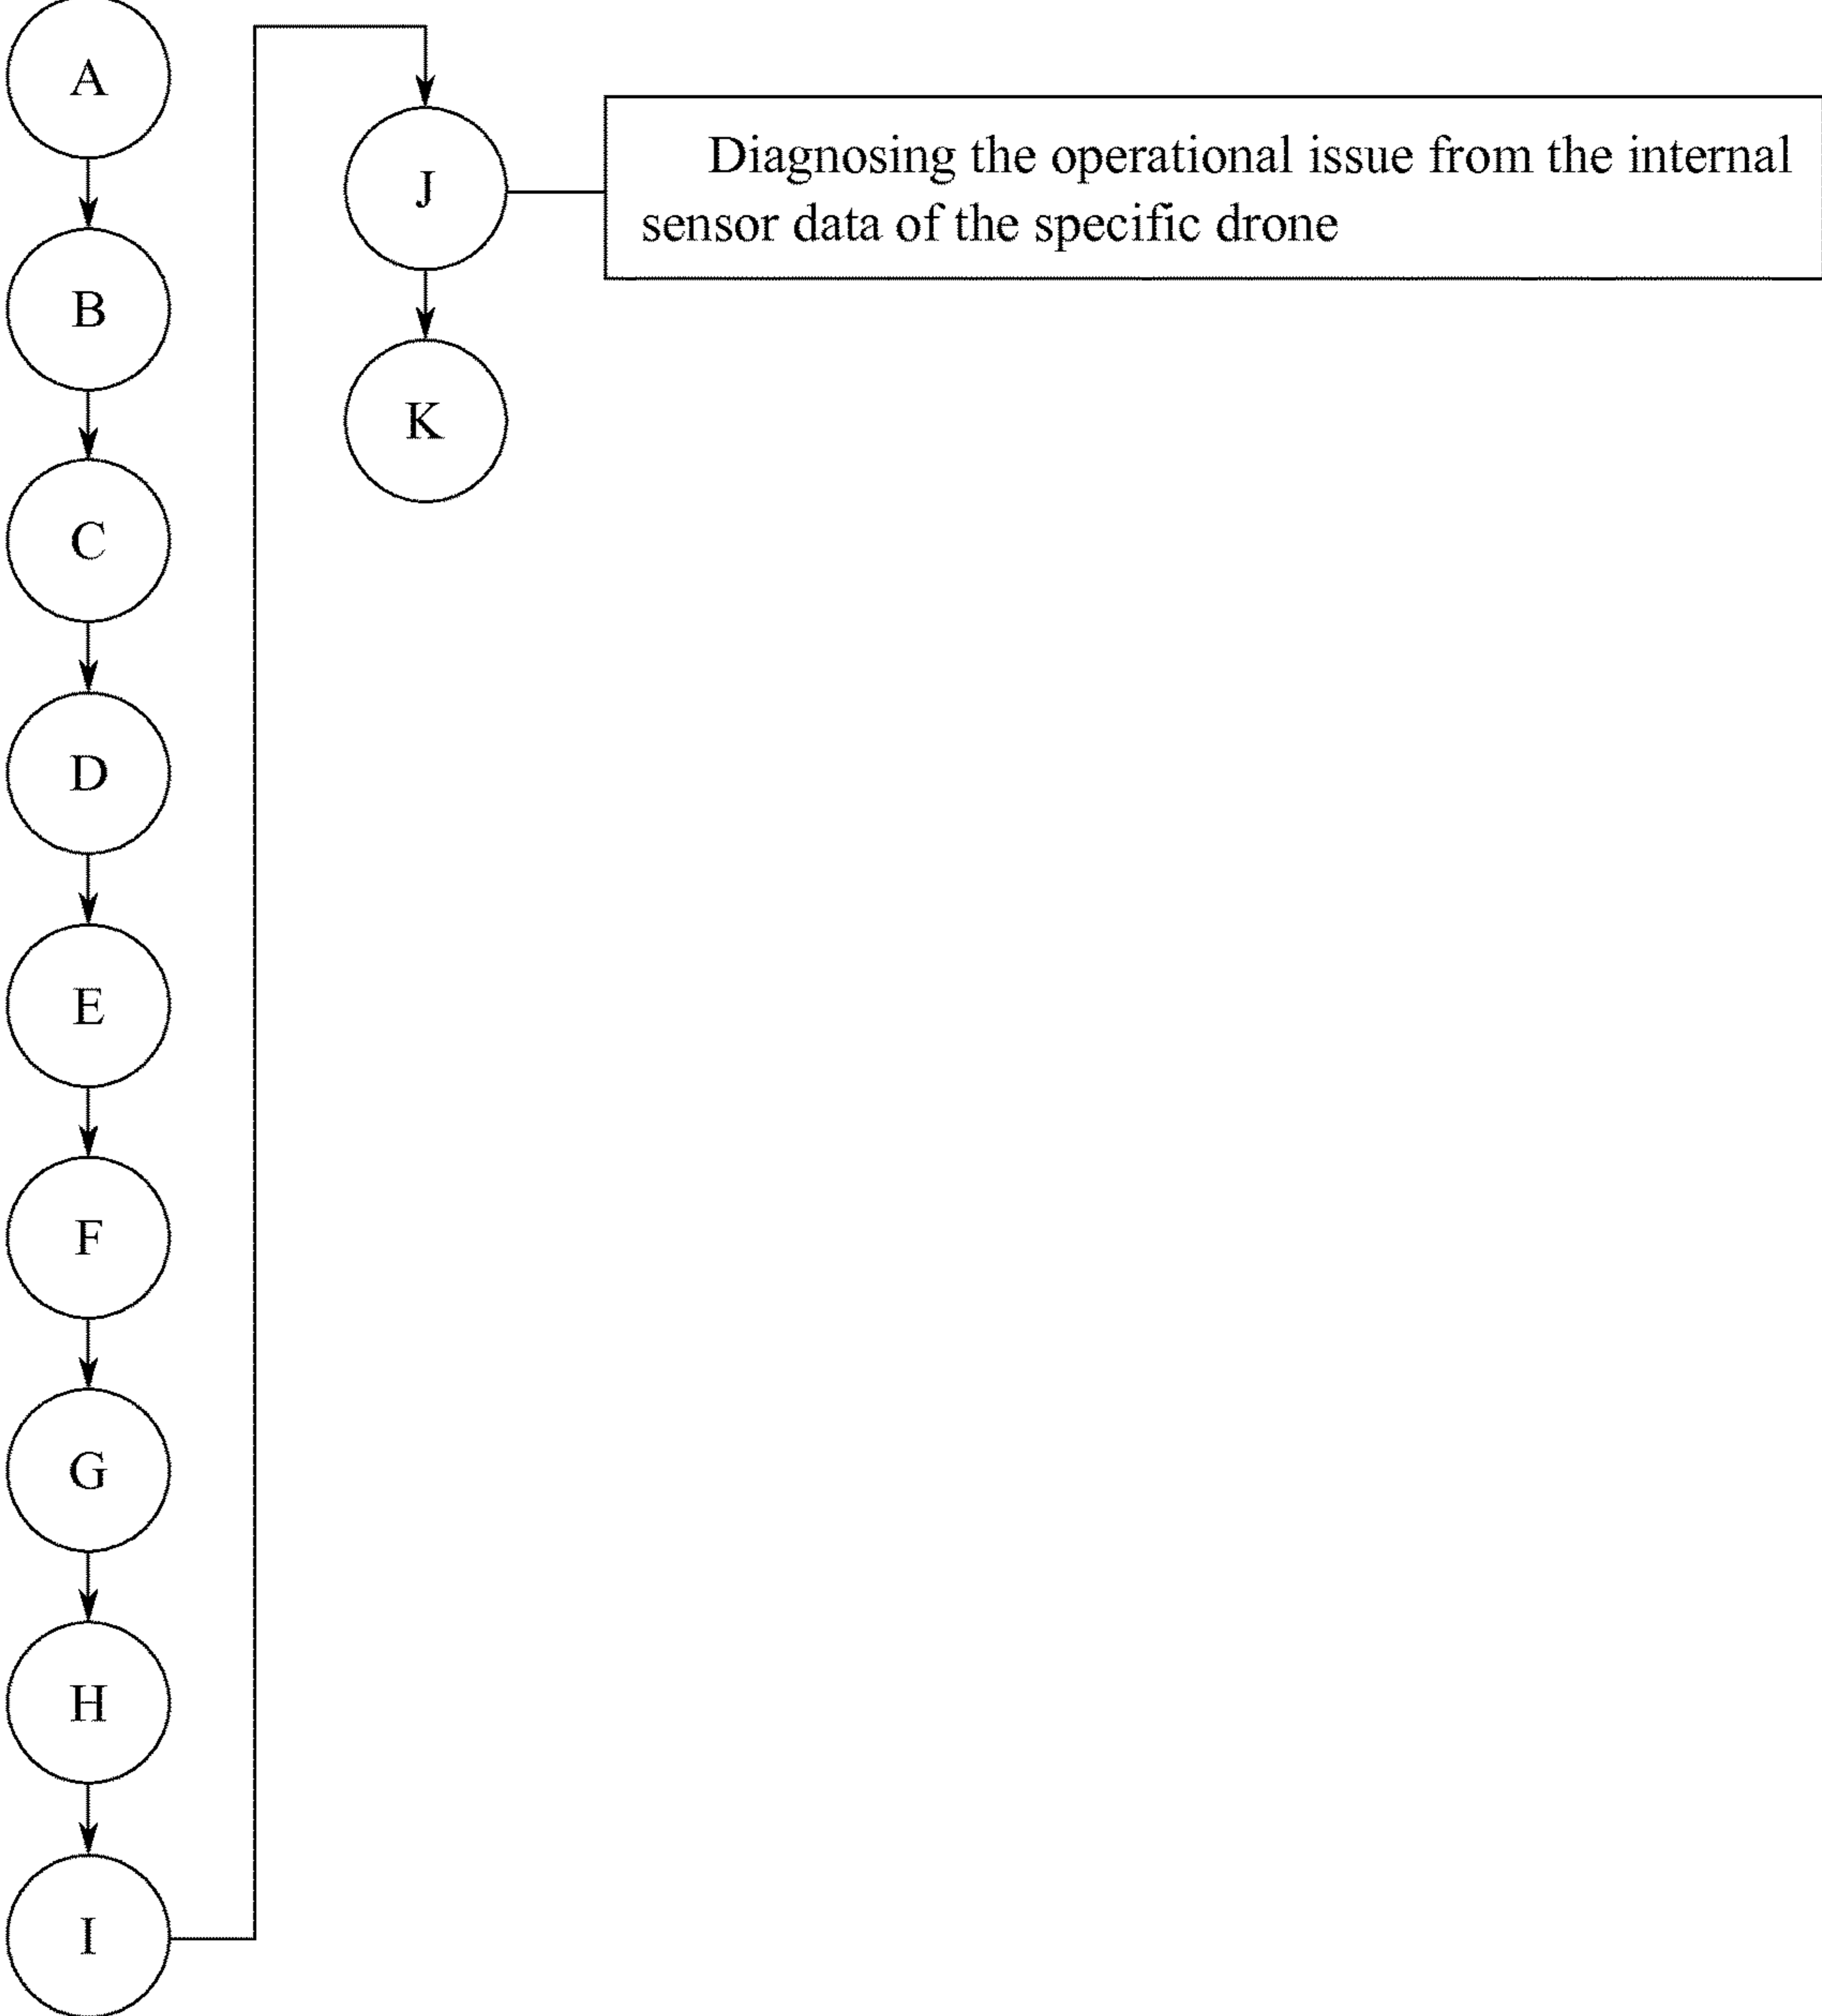 A
B
C
D
E
F
G
H
I
J
Diagnosing the operational issue from the internal
sensor data of the specific drone
K